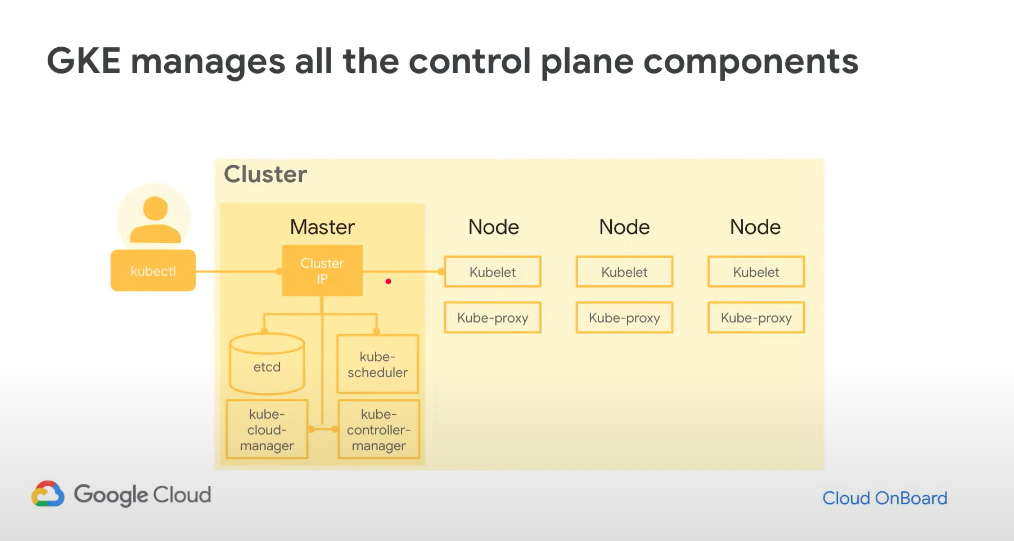 GKE manages all the control plane components
Cluster
Master
Node
Node
Node
kubectl
Cluster
IP
Kubelet
Kubelet
Kubelet
Kube-proxy
Kube-proxy
Kube-proxy
etcd
kube-
scheduler
kube-
cloud-
manager
kube-
controller-
manager
Google Cloud
Cloud OnBoard